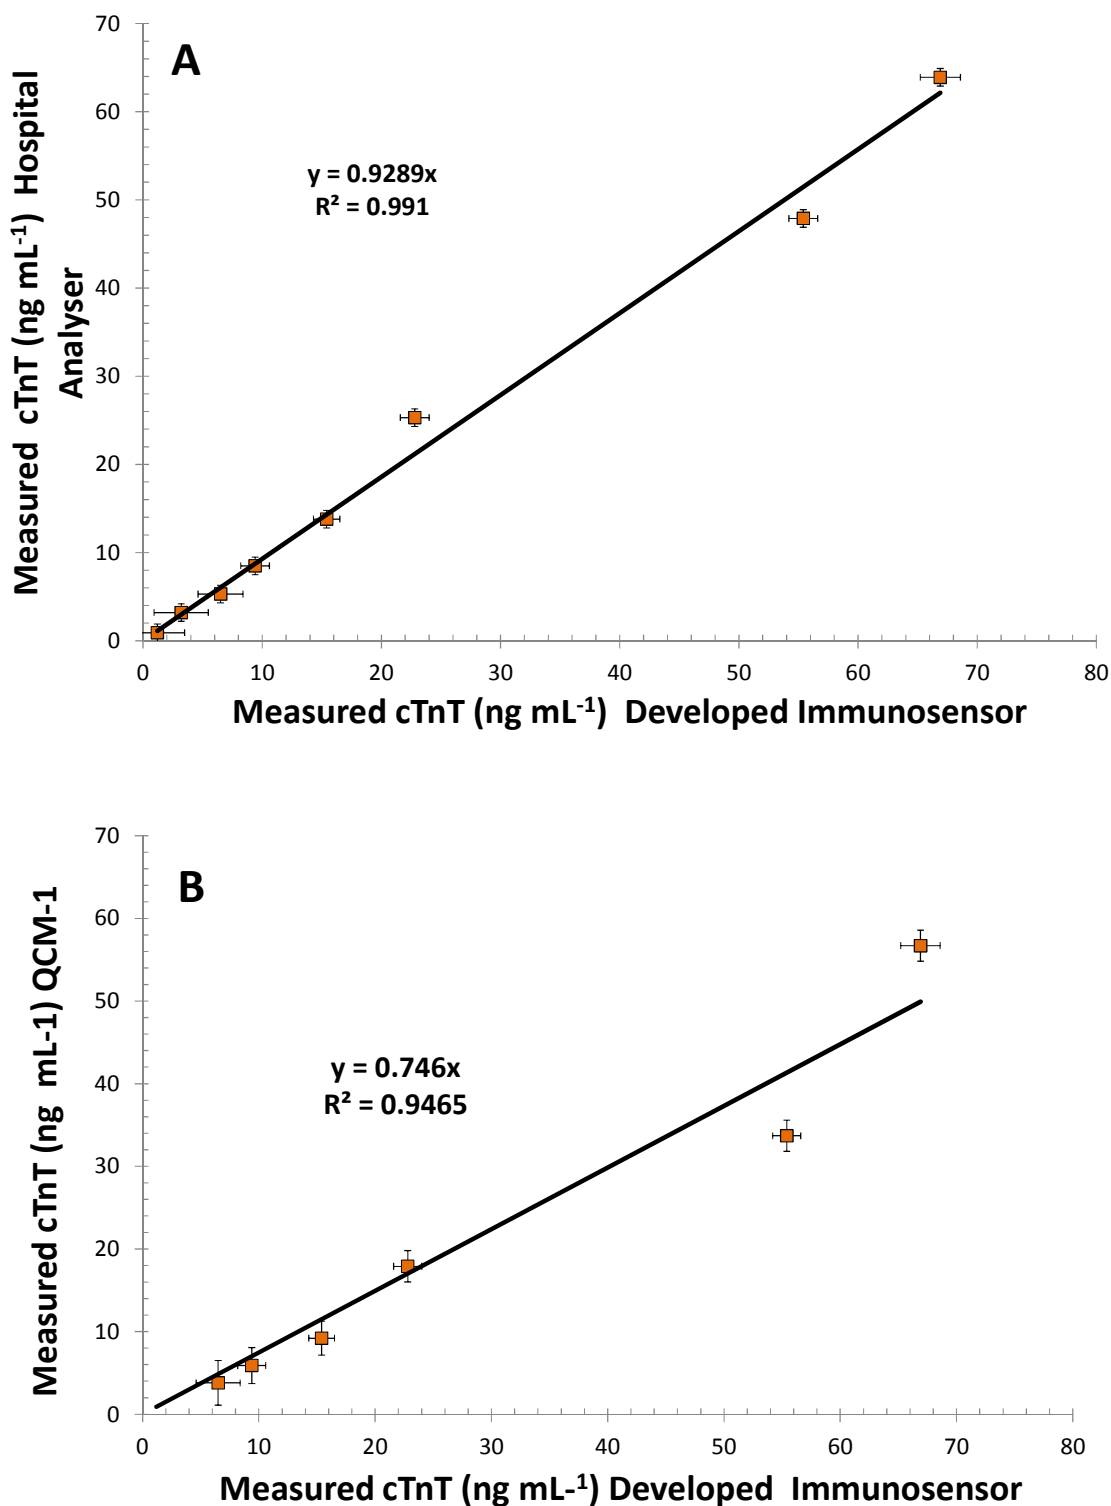 A
Measured cTnT (ng mL-1) Hospital
Analyser
70
60
50
40
30
20
10
0
y = 0.9289x
R² = 0.991
0 10 20 30 40 50 60 70 80
Measured cTnT (ng mL-1) Developed Immunosensor
B
Measured cTnT (ng mL-1) QCM-1
70
60
50
40
30
20
10
0
y = 0.746x
R² = 0.9465
0 10 20 30 40 50 60 70 80
Measured cTnT (ng mL-1) Developed Immunosensor